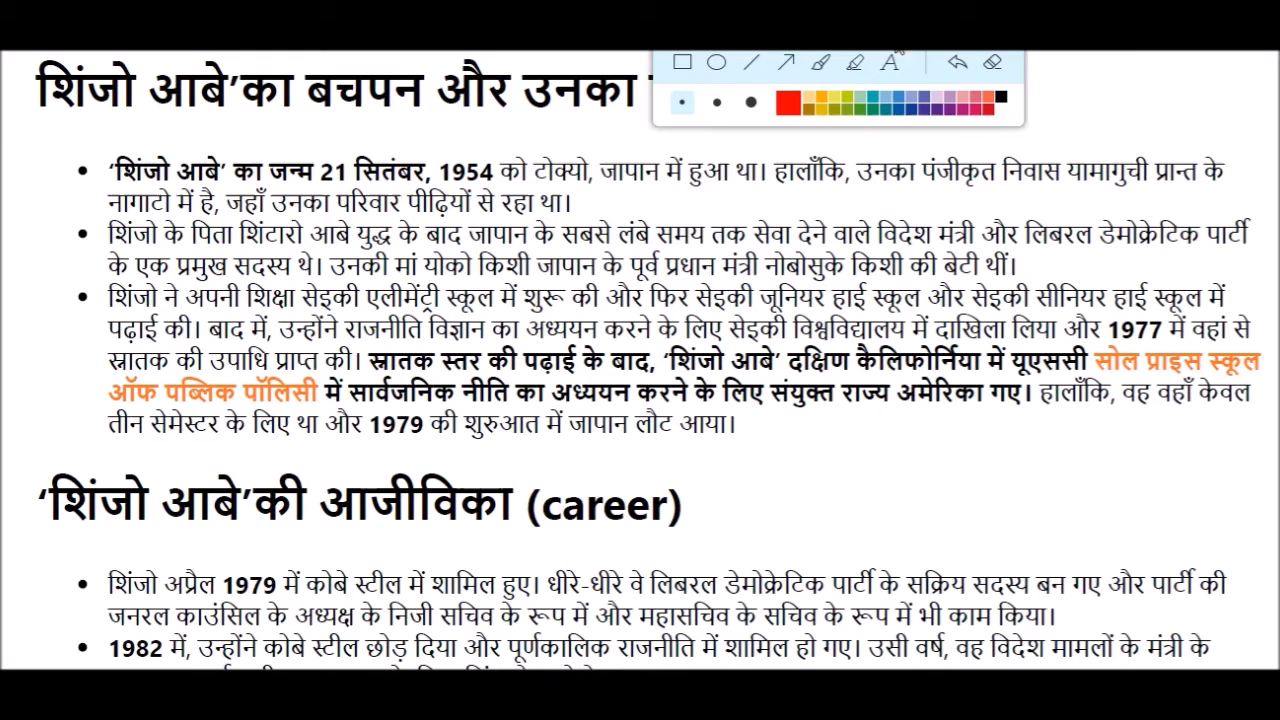 शिंजो आबे’का बचपन और उनका
‘शिंजो आबे’ का जन्म 21 सितंबर, 1954 को टोक्यो, जापान में हुआ था। हालाँकि, उनका पंजीकृत निवास यामागुची प्रान्त के
नागाटो में है, जहाँ उनका परिवार पीढ़ियों से रहा था।
शिंजो के पिता शिंटारो आबे युद्ध के बाद जापान के सबसे लंबे समय तक सेवा देने वाले विदेश मंत्री और लिबरल डेमोक्रेटिक पार्टी
के एक प्रमुख सदस्य थे। उनकी मां योको किशी जापान के पूर्व प्रधान मंत्री नोबोसुके किशी की बेटी थीं।
शिंजो ने अपनी शिक्षा सेइकी एलीमेंट्री स्कूल में शुरू की और फिर सेइकी जूनियर हाई स्कूल और सेइकी सीनियर हाई स्कूल में
पढ़ाई की। बाद में, उन्होंने राजनीति विज्ञान का अध्ययन करने के लिए सेइकी विश्वविद्यालय में दाखिला लिया और 1977 में वहां से
स्नातक की उपाधि प्राप्त की। स्नातक स्तर की पढ़ाई के बाद, ‘शिंजो आबे’ दक्षिण कैलिफोर्निया में यूएससी सोल प्राइस स्कूल
ऑफ पब्लिक पॉलिसी में सार्वजनिक नीति का अध्ययन करने के लिए संयुक्त राज्य अमेरिका गए। हालाँकि, वह वहाँ केवल
तीन सेमेस्टर के लिए था और 1979 की शुरुआत में जापान लौट आया।
‘शिंजो आबे’की आजीविका (career)
शिंजो अप्रैल 1979 में कोबे स्टील में शामिल हुए। धीरे-धीरे वे लिबरल डेमोक्रेटिक पार्टी के सक्रिय सदस्य बन गए और पार्टी की
जनरल काउंसिल के अध्यक्ष के निजी सचिव के रूप में और महासचिव के सचिव के रूप में भी काम किया।
1982 में, उन्होंने कोबे स्टील छोड़ दिया और पूर्णकालिक राजनीति में शामिल हो गए। उसी वर्ष, वह विदेश मामलों के मंत्री के